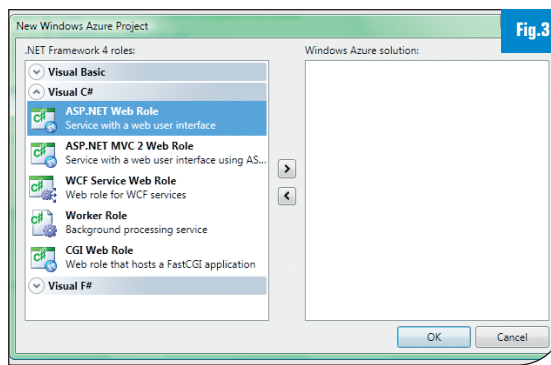 New Windows Azure Project
Fig.3
.NET Framework 4 roles:
Windows Azure solution:
Visual Basic
Visual C#
ASP.NET Web Role
Service with a web user interface
ASP.NET MVC 2 Web Role
Service with a web user interface using AS...
WCF Service Web Role
Web role for WCF services
Worker Role
Background processing service
CGI Web Role
Web role that hosts a FastCGI application
Visual F#
OK
Cancel